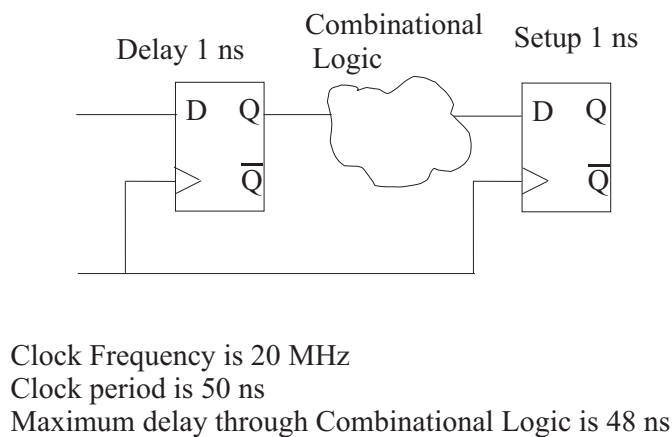 Combinational
Logic
Delay 1 ns
Setup 1 ns
D Q
Q̅
D Q
Q̅
Clock Frequency is 20 MHz
Clock period is 50 ns
Maximum delay through Combinational Logic is 48 ns